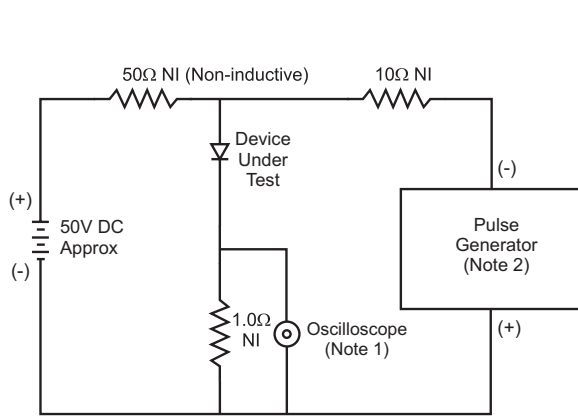 50Ω NI (Non-inductive)
10Ω NI
Device
Under
Test
(-)
(+)
50V DC
Approx
(-)
Pulse
Generator
(Note 2)
1.0Ω
NI
Oscilloscope
(Note 1)
(+)